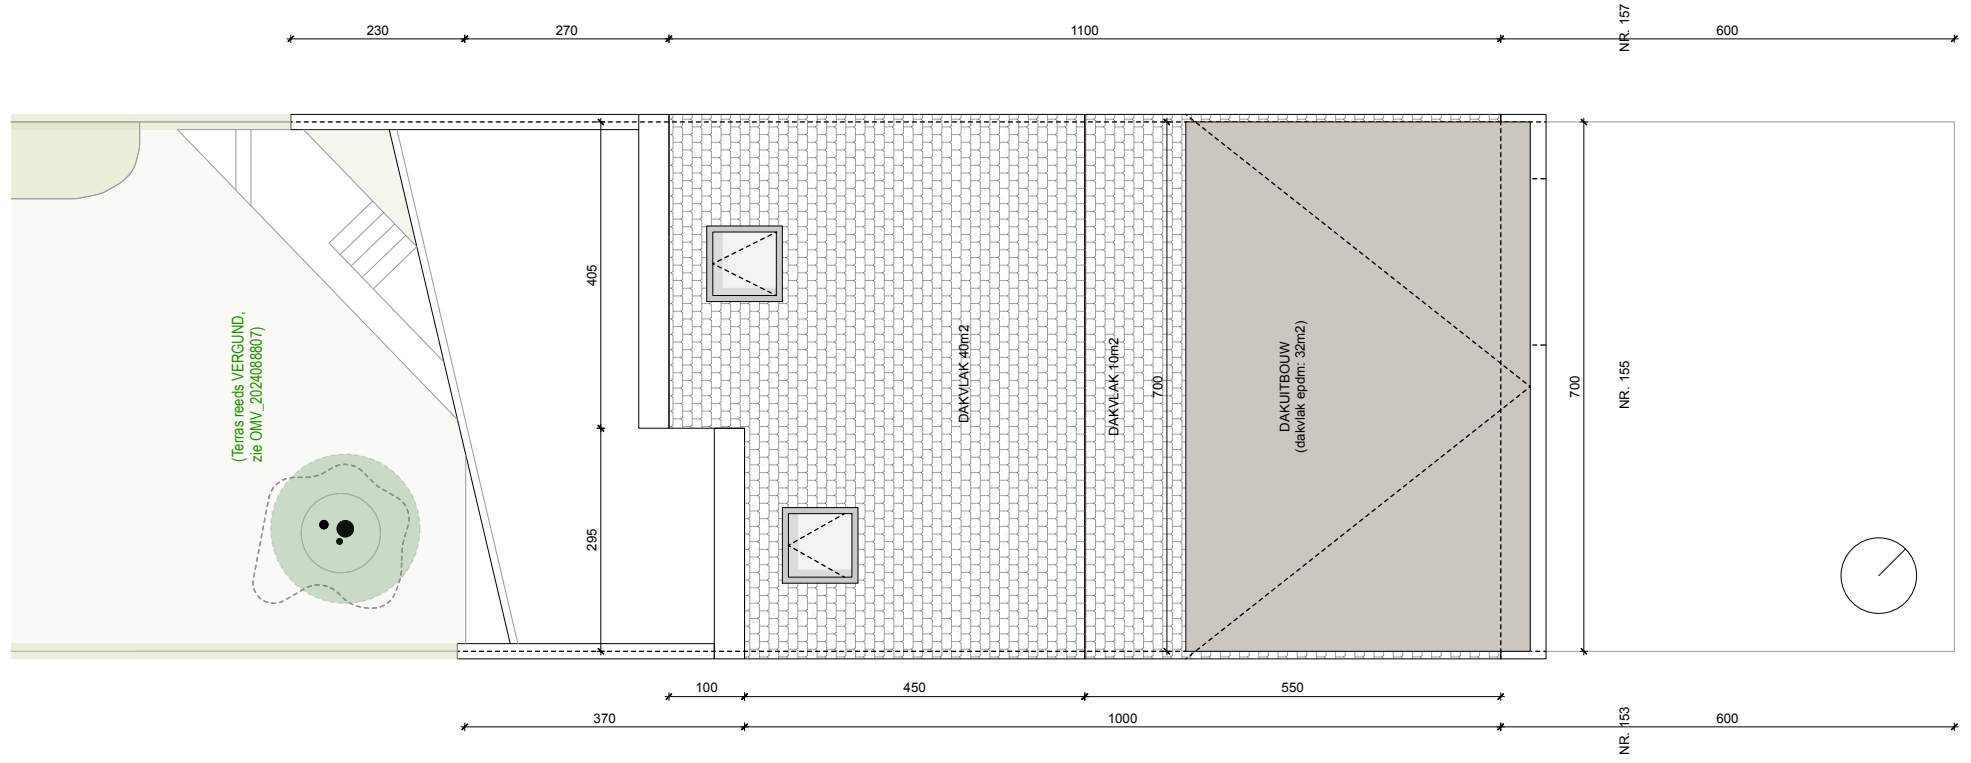 230
270
1100
NR. 157
600
(Terras reeds VERGUND,
zie OMV_2024088807)
405
295
DAKVLAK 40m2
DAKVLAK 10m2
700
DAKUITBOUW
(dakvlak epdm: 32m2)
700
NR. 155
100
450
550
370
1000
NR. 153
600